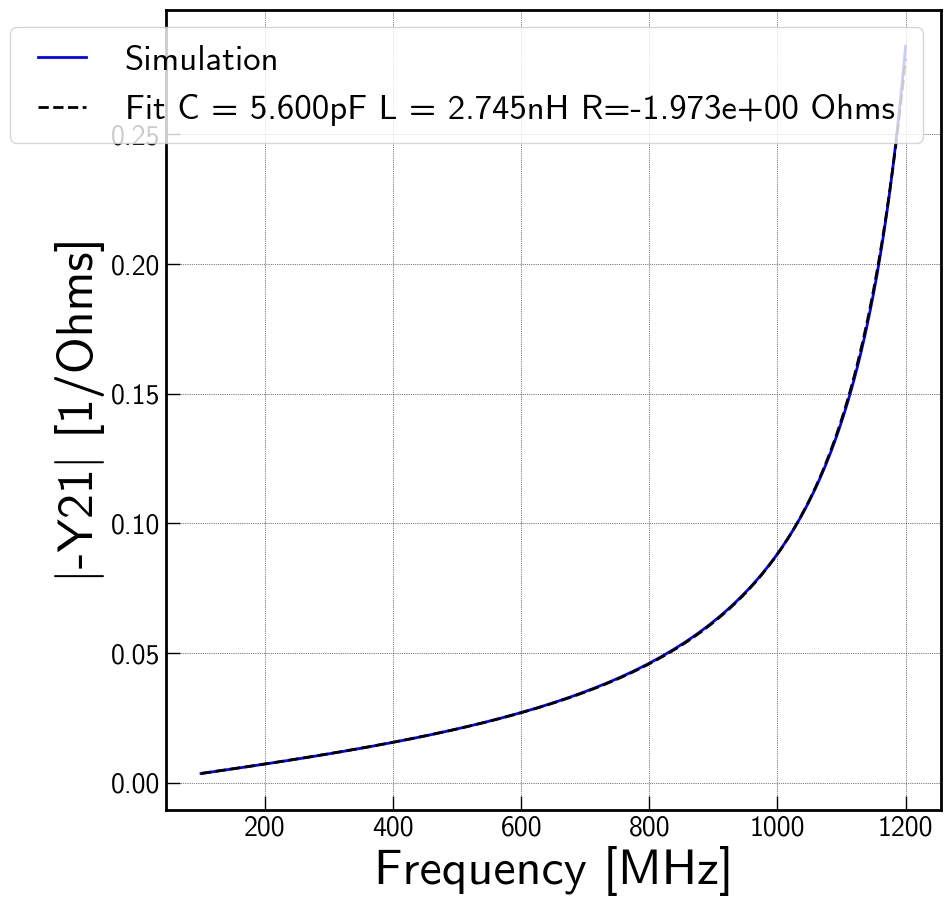 Simulation
Fit C = 5.600pF L = 2.745nH R=-1.973e+00 Ohms
0.25
0.20
0.15
0.10
0.05
0.00
|-Y21| [1/Ohms]
200 400 600 800 1000 1200
Frequency [MHz]